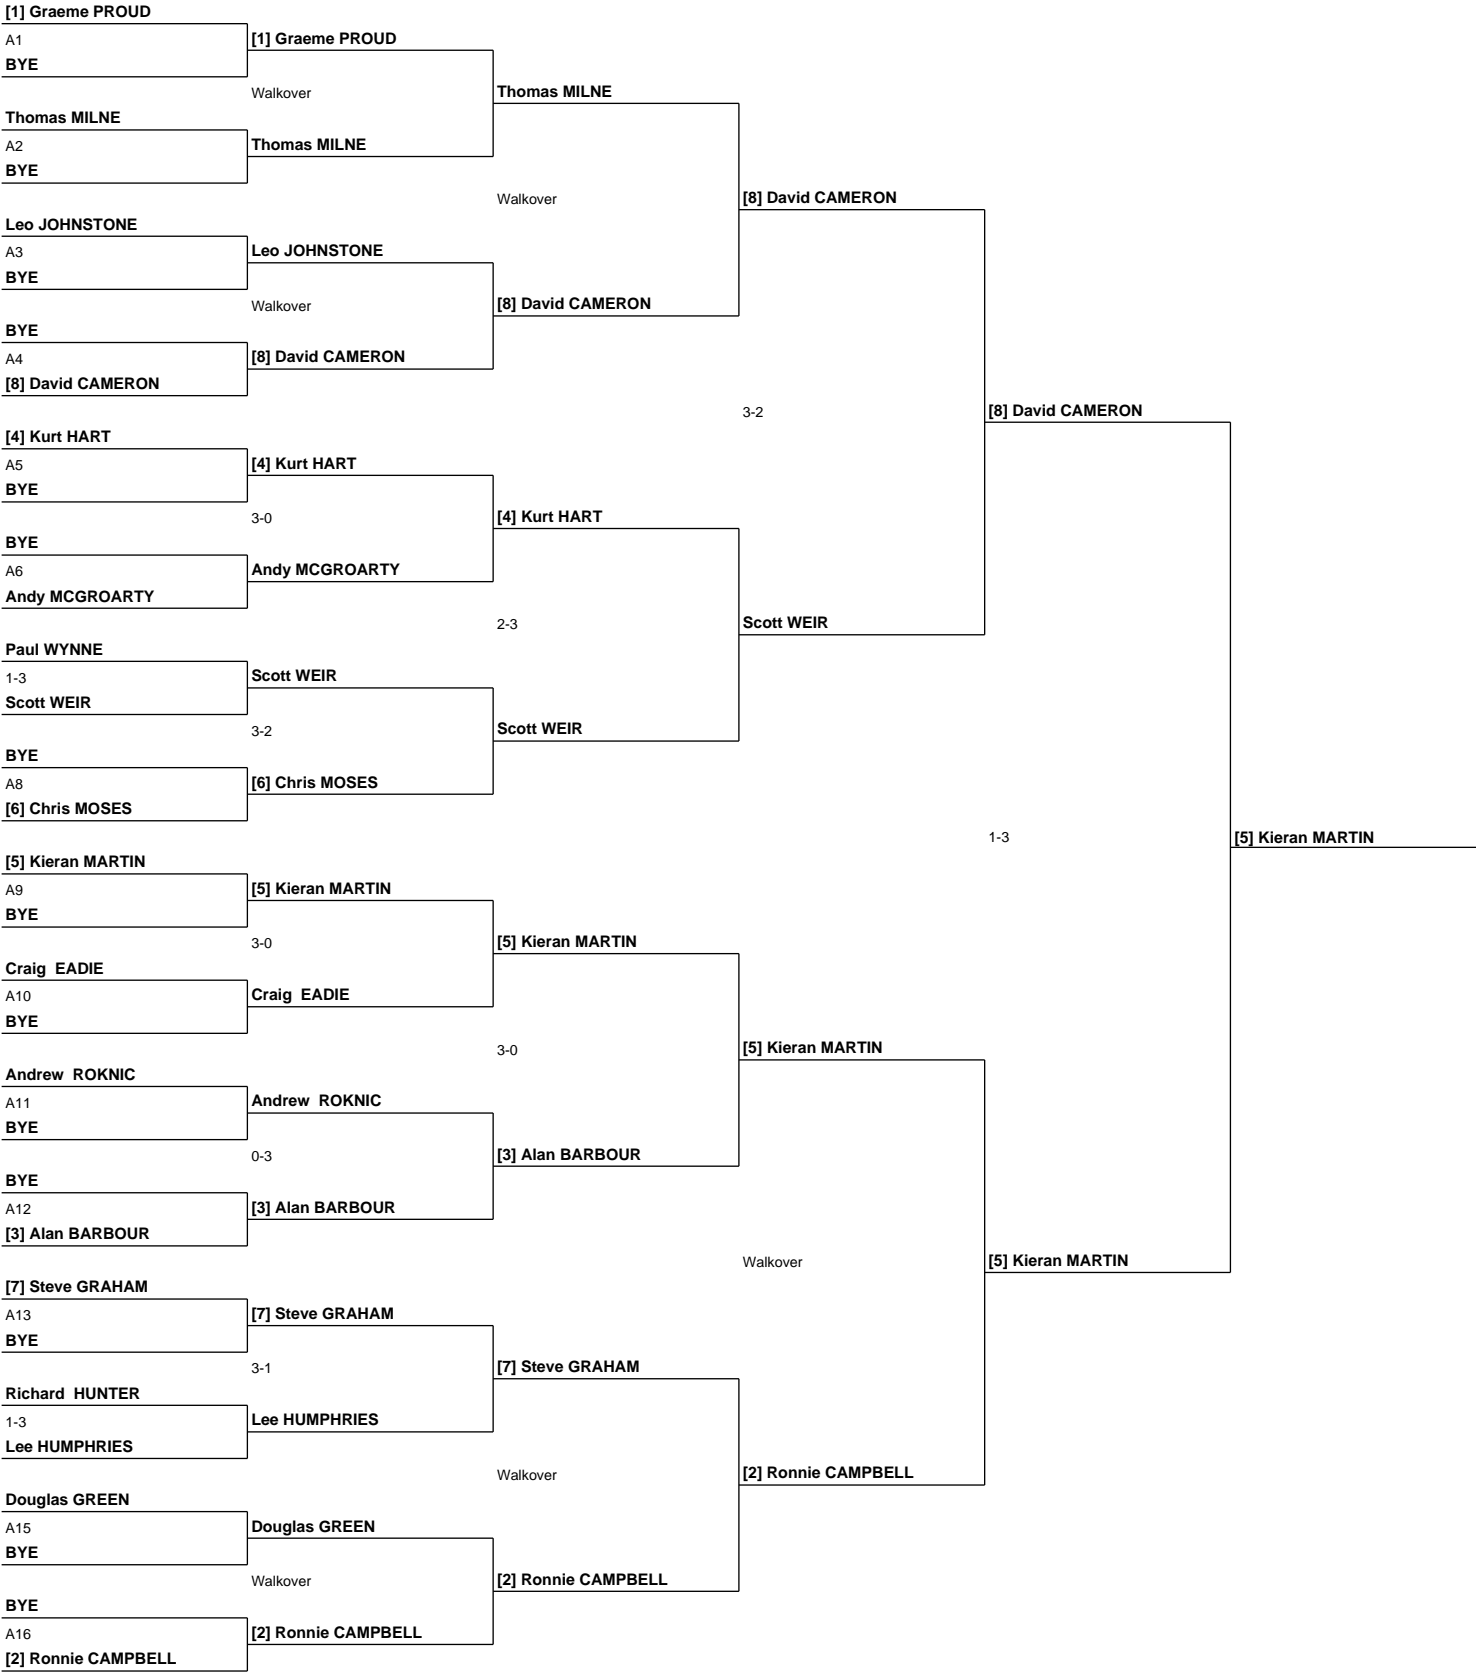 [1] Graeme PROUD
A1
[1] Graeme PROUD
BYE
Walkover
Thomas MILNE
Thomas MILNE
A2
Thomas MILNE
BYE
Walkover
[8] David CAMERON
Leo JOHNSTONE
A3
Leo JOHNSTONE
BYE
Walkover
[8] David CAMERON
BYE
A4
[8] David CAMERON
[8] David CAMERON
3-2
[8] David CAMERON
[4] Kurt HART
A5
[4] Kurt HART
BYE
3-0
[4] Kurt HART
BYE
A6
Andy MCGROARTY
Andy MCGROARTY
2-3
Scott WEIR
Paul WYNNE
1-3
Scott WEIR
Scott WEIR
3-2
Scott WEIR
BYE
A8
[6] Chris MOSES
[6] Chris MOSES
1-3
[5] Kieran MARTIN
[5] Kieran MARTIN
A9
[5] Kieran MARTIN
BYE
3-0
[5] Kieran MARTIN
Craig  EADIE
A10
Craig  EADIE
BYE
3-0
[5] Kieran MARTIN
Andrew  ROKNIC
A11
Andrew  ROKNIC
BYE
0-3
[3] Alan BARBOUR
BYE
A12
[3] Alan BARBOUR
[3] Alan BARBOUR
Walkover
[5] Kieran MARTIN
[7] Steve GRAHAM
A13
[7] Steve GRAHAM
BYE
3-1
[7] Steve GRAHAM
Richard  HUNTER
1-3
Lee HUMPHRIES
Lee HUMPHRIES
Walkover
[2] Ronnie CAMPBELL
Douglas GREEN
A15
Douglas GREEN
BYE
Walkover
[2] Ronnie CAMPBELL
BYE
A16
[2] Ronnie CAMPBELL
[2] Ronnie CAMPBELL